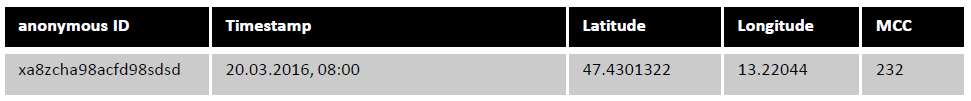 anonymous ID Timestamp Latitude Longitude MCC
xa8zcha98acfd98sdsd 20.03.2016, 08:00 47.4301322 13.22044 232